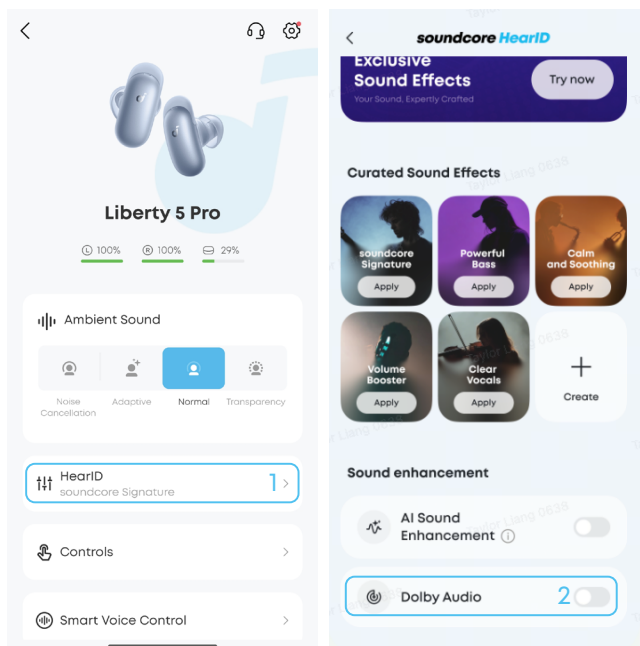 Liberty 5 Pro
L 100%
R 100%
29%
Ambient Sound
Noise
Cancellation
Adaptive
Normal
Transparency
HearID
soundcore Signature
1
Controls
Smart Voice Control
soundcore HearID
Exclusive
Sound Effects
Your Sound, Expertly Crafted
Try now
Curated Sound Effects
soundcore
Signature
Apply
Powerful
Bass
Apply
Calm
and Soothing
Apply
Volume
Booster
Apply
Clear
Vocals
Apply
Create
Sound enhancement
AI Sound
Enhancement
Dolby Audio
2
Taylor Liang 0638